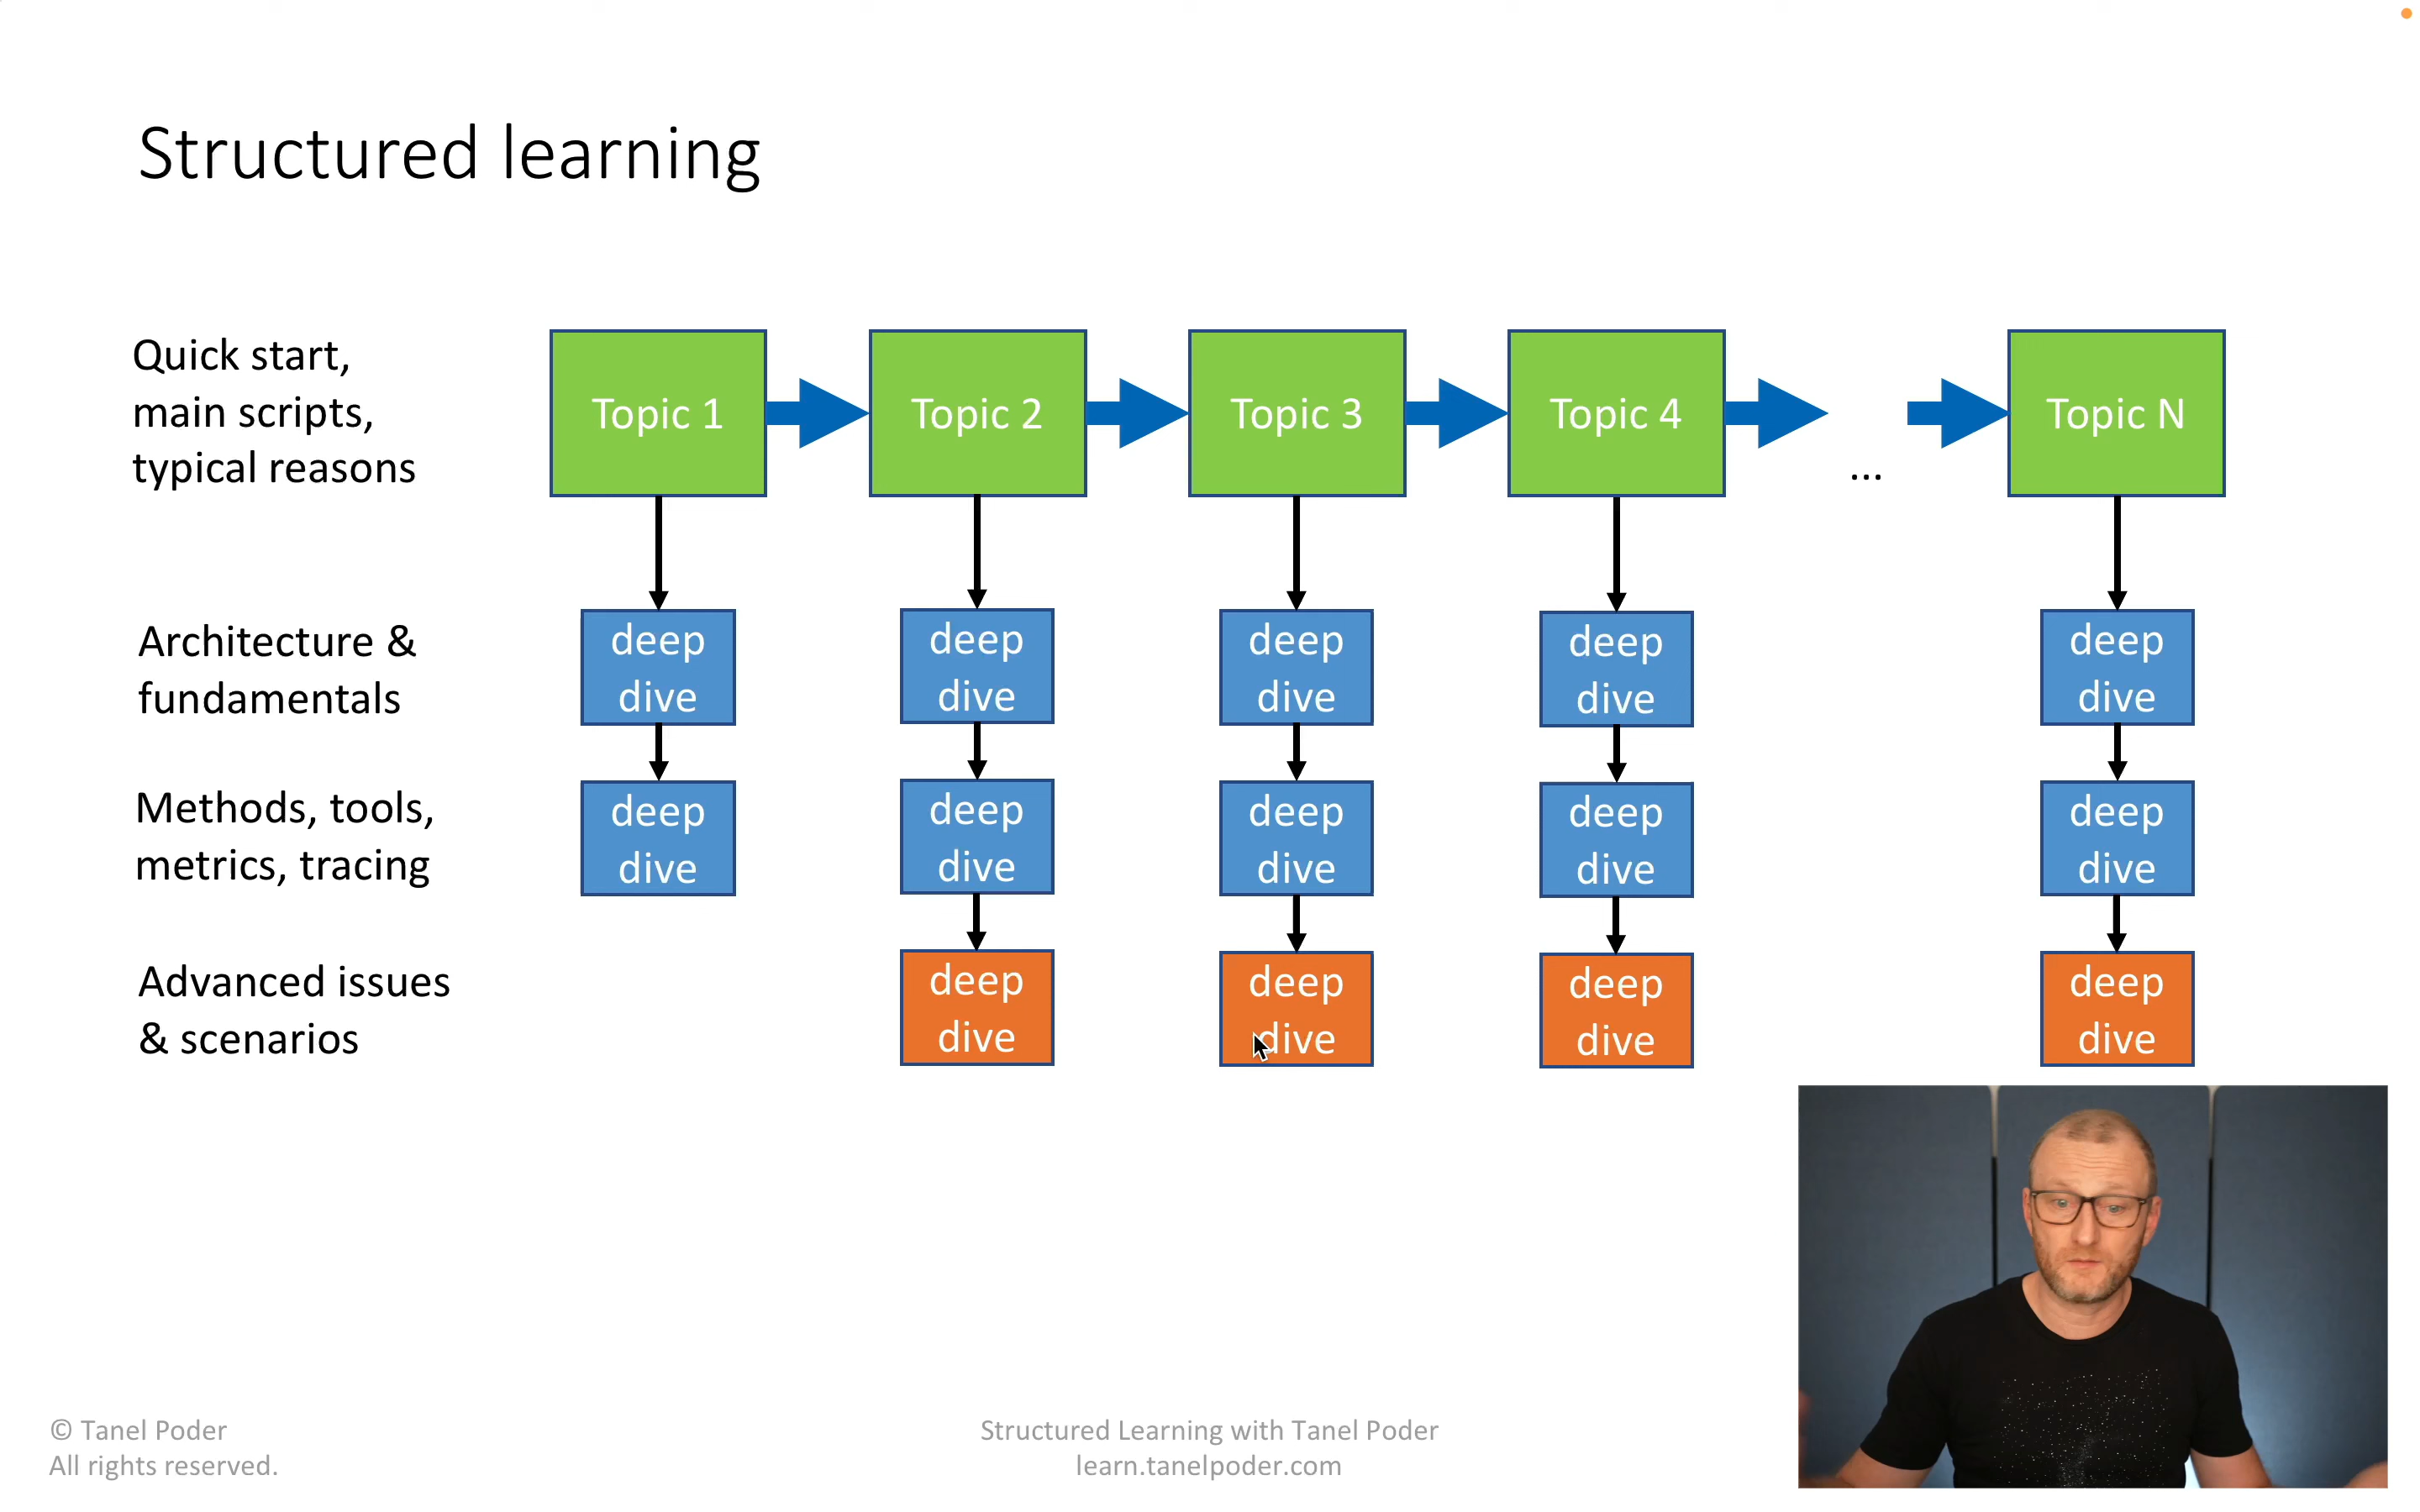 Structured learning
Quick start,
main scripts,
typical reasons
Topic 1
Topic 2
Topic 3
Topic 4
...
Topic N
Architecture &
fundamentals
deep
dive
deep
dive
deep
dive
deep
dive
deep
dive
Methods, tools,
metrics, tracing
deep
dive
deep
dive
deep
dive
deep
dive
deep
dive
Advanced issues
& scenarios
deep
dive
deep
dive
deep
dive
deep
dive
© Tanel Poder
All rights reserved.
Structured Learning with Tanel Poder
learn.tanelpoder.com